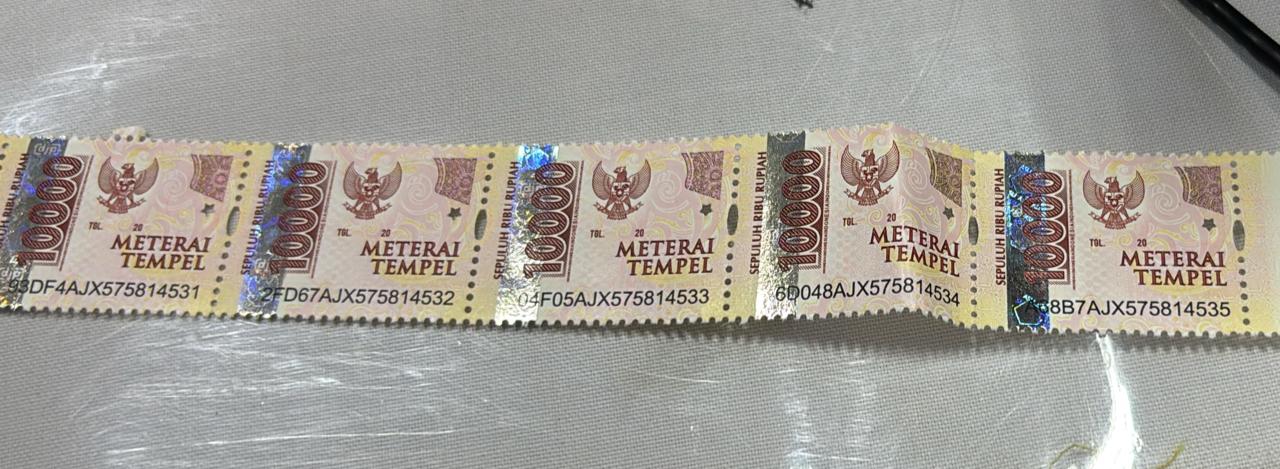 SEPULUH RIBU RUPIAH
10000
TGL. 20
METERAI
TEMPEL
93DF4AJX575814531
SEPULUH RIBU RUPIAH
10000
TGL. 20
METERAI
TEMPEL
2FD67AJX575814532
SEPULUH RIBU RUPIAH
10000
TGL. 20
METERAI
TEMPEL
04F05AJX575814533
SEPULUH RIBU RUPIAH
10000
TGL. 20
METERAI
TEMPEL
6D048AJX575814534
SEPULUH RIBU RUPIAH
10000
TGL. 20
METERAI
TEMPEL
A68B7AJX575814535